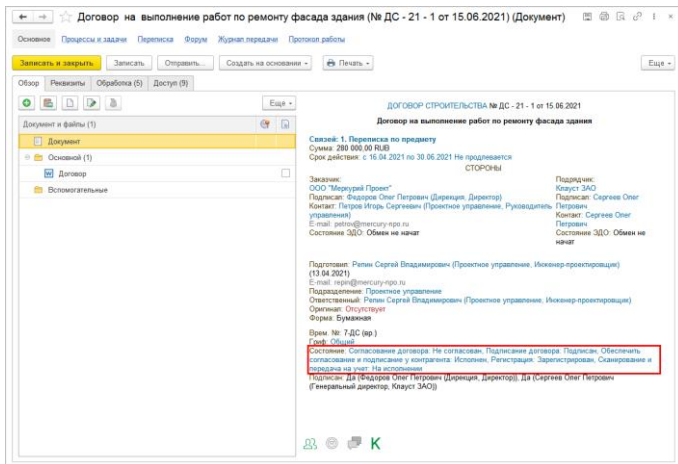 Договор на выполнение работ по ремонту фасада здания (№ ДС - 21 - 1 от 15.06.2021) (Документ)
Основное Процессы и задачи Переписка Форум Журнал передачи Протокол работы
Записать и закрыть Записать Отправить... Создать на основании Печать Еще
Обзор Реквизиты Обработка (5) Доступ (9)
Еще
Документ и файлы (1)
Документ
Основной (1)
Договор
Вспомогательные
ДОГОВОР СТРОИТЕЛЬСТВА № ДС - 21 - 1 от 15.06.2021
Договор на выполнение работ по ремонту фасада здания
Связей: 1. Переписка по предмету
Сумма: 280 000,00 RUB
Срок действия: с 16.04.2021 по 30.06.2021 Не продлевается
СТОРОНЫ
Заказчик:
ООО "Меркурий Проект"
Подписал: Федоров Олег Петрович (Дирекция, Директор)
Контакт: Петров Игорь Сергеевич (Проектное управление, Руководитель
управления)
E-mail: petrov@mercury-npo.ru
Состояние ЭДО: Обмен не начат
Подрядчик:
Клауст ЗАО
Подписал: Сергеев Олег
Петрович
Контакт: Сергеев Олег
Петрович
Состояние ЭДО: Обмен не
начат
Подготовил: Репин Сергей Владимирович (Проектное управление, Инженер-проектировщик)
(13.04.2021)
E-mail: repin@mercury-npo.ru
Подразделение: Проектное управление
Ответственный: Репин Сергей Владимирович (Проектное управление, Инженер-проектировщик)
Оригинал: Отсутствует
Форма: Бумажная
Врем. №: 7-ДС (вр.)
Гриф: Общий
Состояние: Согласование договора: Не согласован, Подписание договора: Подписан, Обеспечить
согласование и подписание у контрагента: Исполнен, Регистрация: Зарегистрирован, Сканирование и
передача на учет: На исполнении
Подписан: Да (Федоров Олег Петрович (Дирекция, Директор)), Да (Сергеев Олег Петрович
(Генеральный директор, Клауст ЗАО))
К